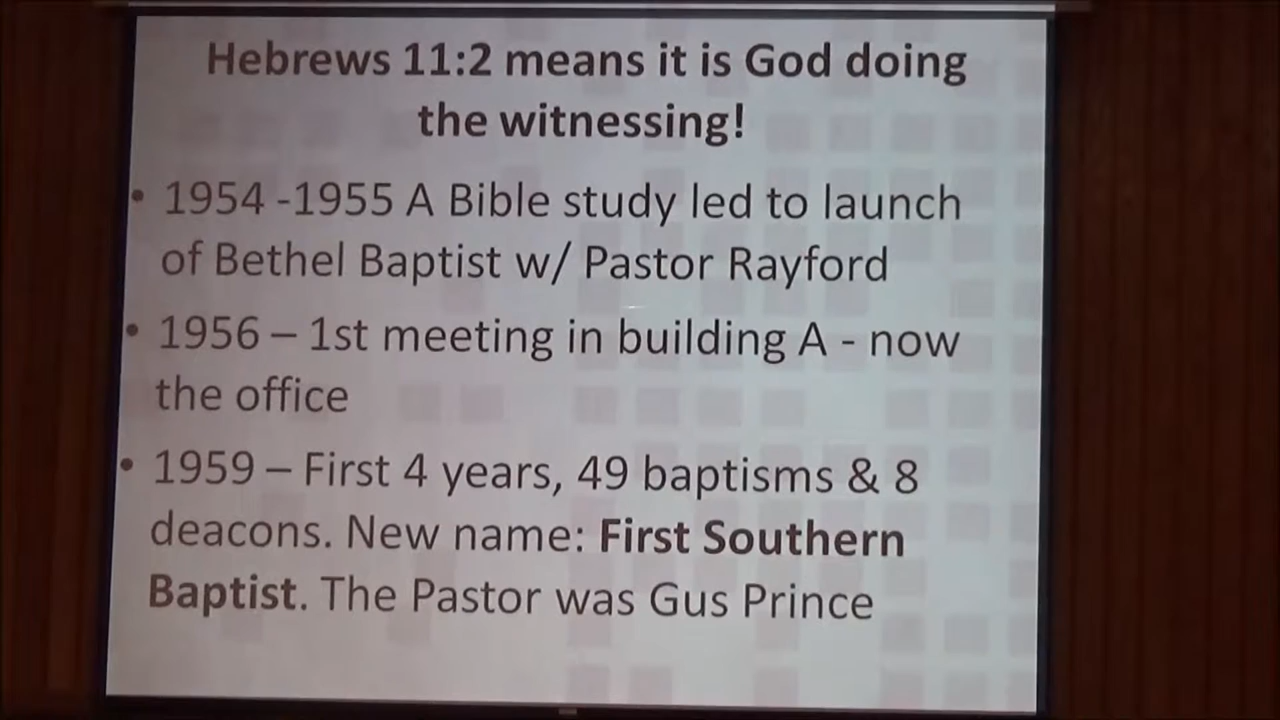 Hebrews 11:2 means it is God doing
the witnessing!
• 1954 -1955 A Bible study led to launch
of Bethel Baptist w/ Pastor Rayford
• 1956 – 1st meeting in building A - now
the office
• 1959 – First 4 years, 49 baptisms & 8
deacons. New name: First Southern
Baptist. The Pastor was Gus Prince